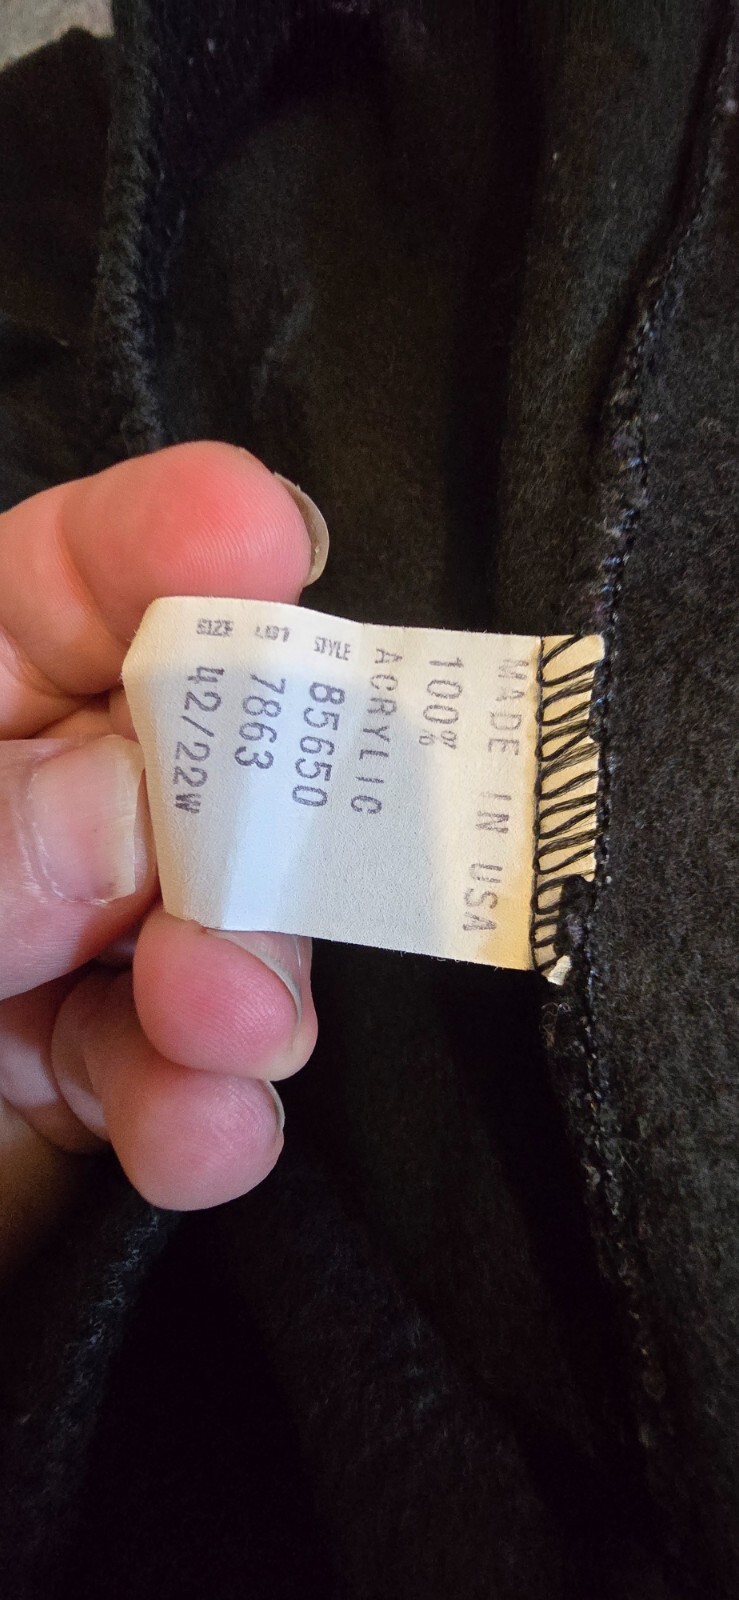 MADE IN USA
100%
ACRYLIC
STYLE 85650
LOT 7863
SIZE 42/22W